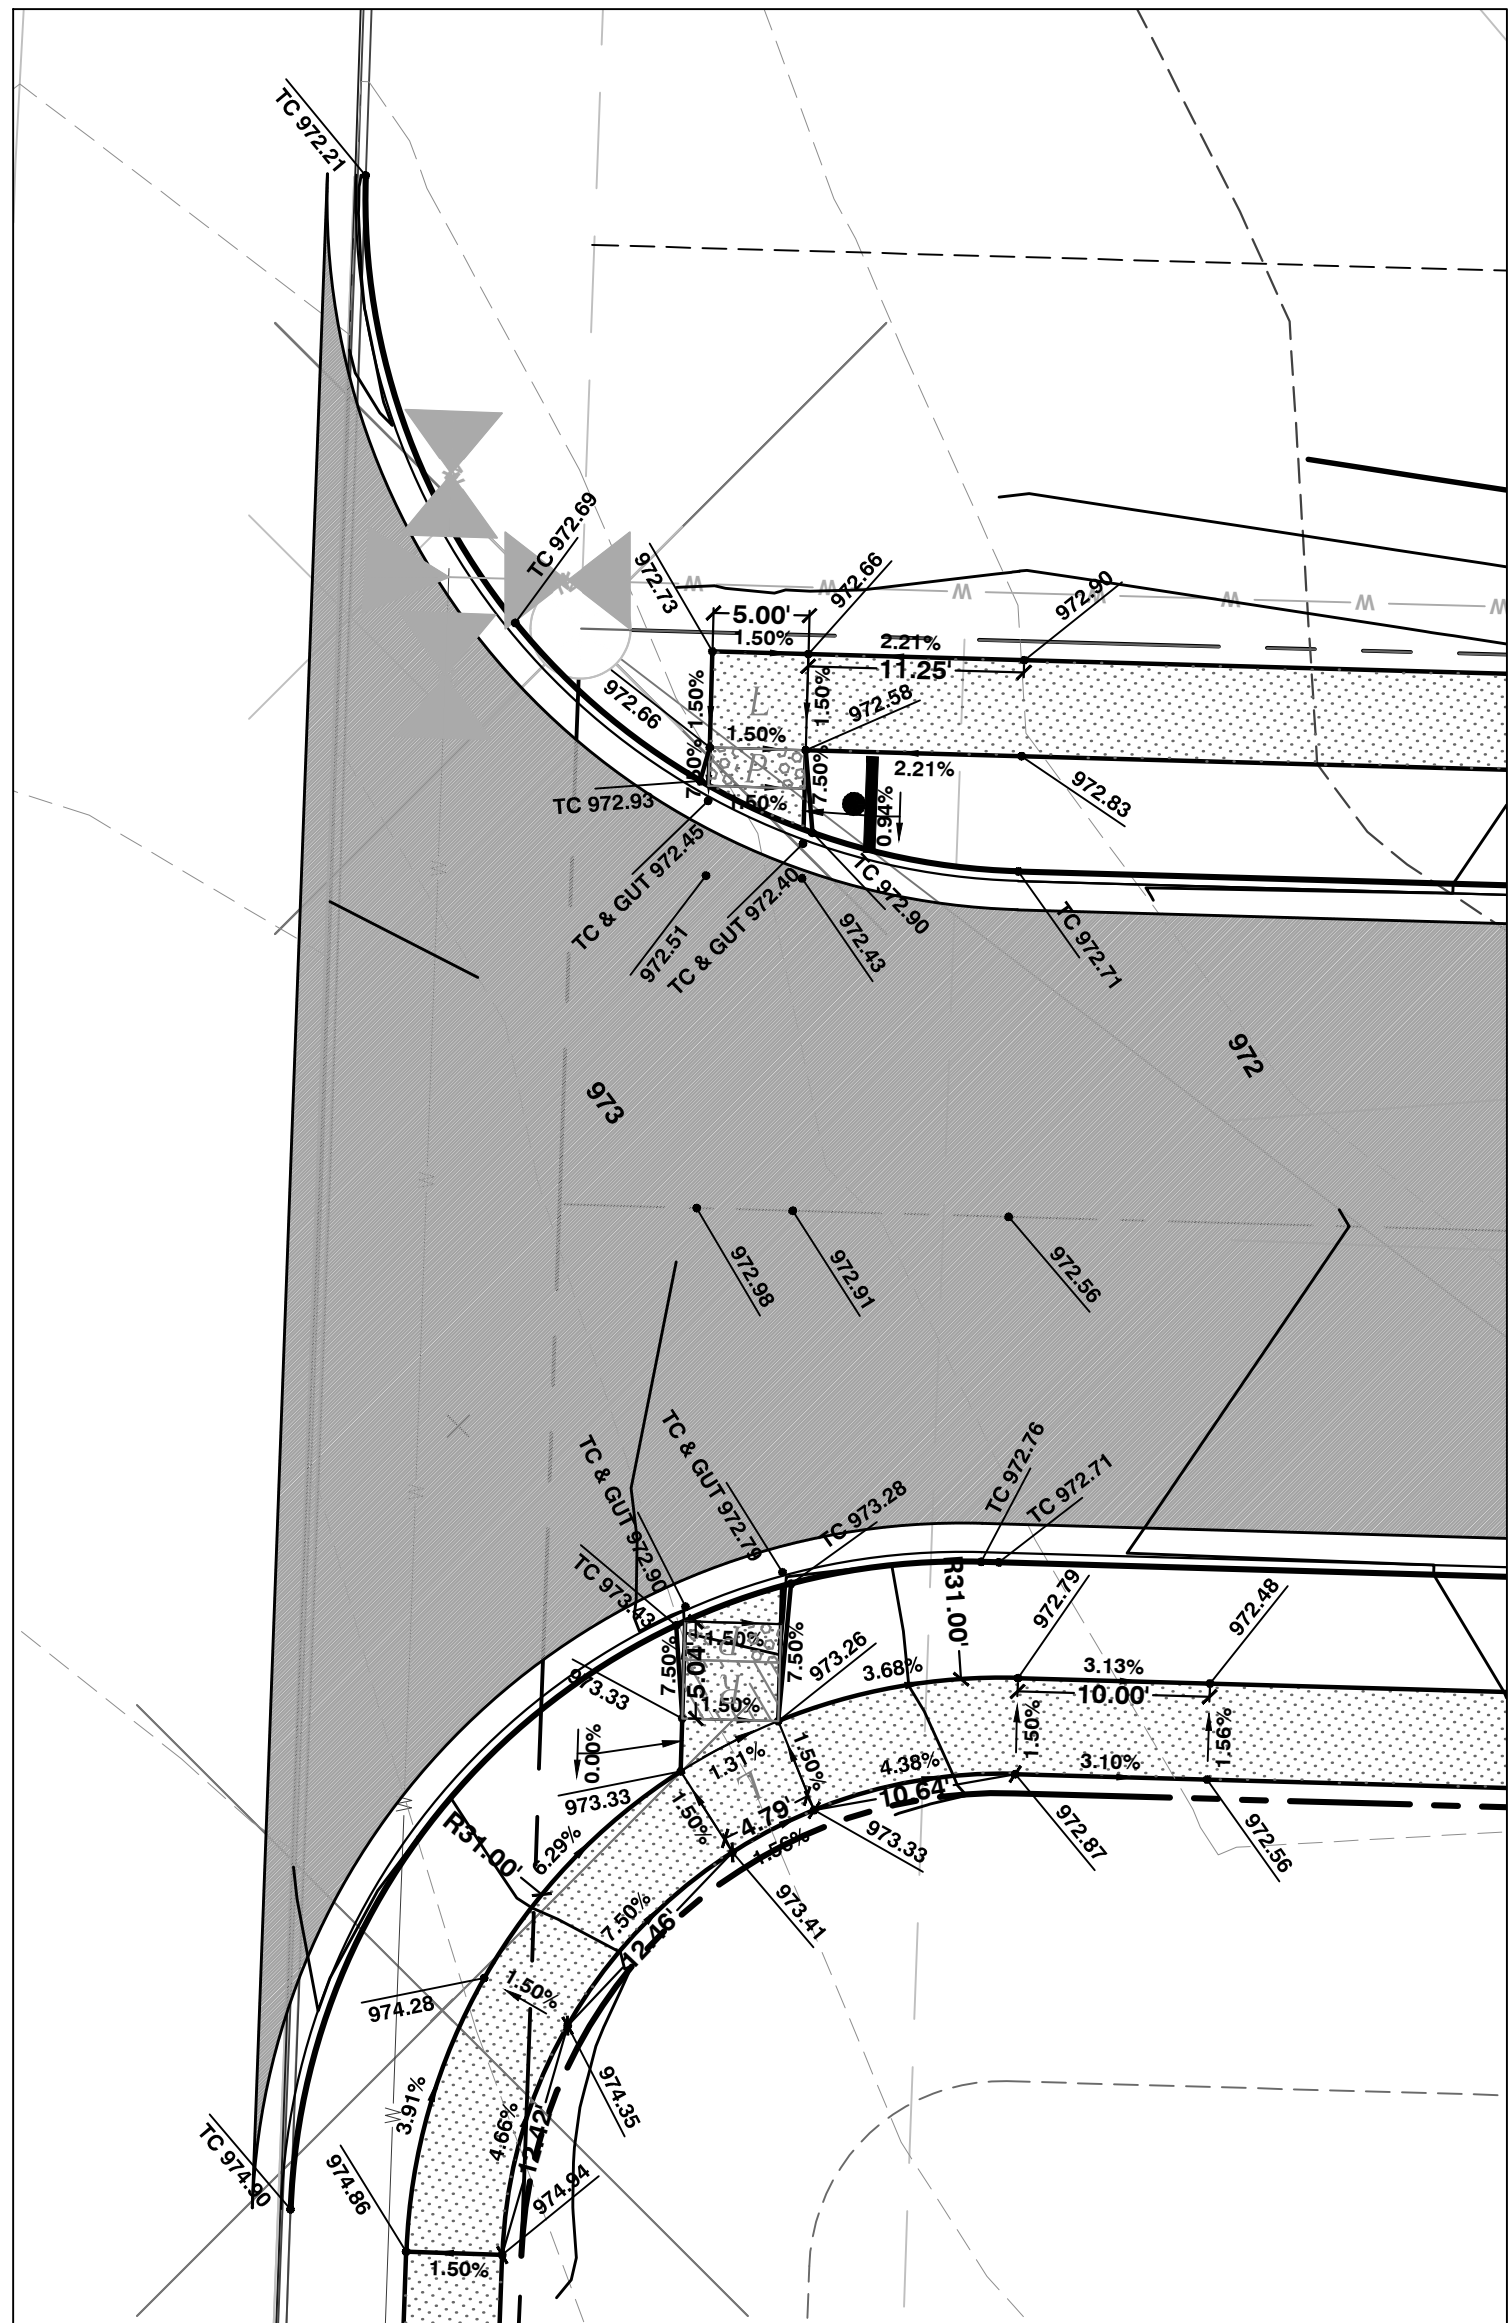 TC 972.21
TC 972.69
972.73
972.66
972.90
5.00'
1.50%
2.21%
11.25'
1.50%
1.50%
L
972.58
972.66
1.50%
7.50%
P
7.50%
2.21%
972.83
TC 972.93
1.50%
0.94%
TC & GUT 972.45
TC & GUT 972.40
TC 972.90
972.51
972.43
TC 972.71
W
W
W
W
W
W
W
972
973
972.98
972.91
972.56
TC & GUT 972.90
TC & GUT 972.79
TC 973.28
TC 972.76
TC 972.71
TC 973.43
R31.00'
972.79
972.48
1.50%
P
7.50%
5.04'
R
7.50%
973.26
3.68%
3.13%
10.00'
973.33
1.50%
0.00%
1.31%
1.50%
1.50%
1.56%
4.38%
3.10%
973.33
L
1.50%
4.79'
10.64'
1.56%
973.33
972.87
972.56
R31.00'
6.29%
973.41
7.50%
12.46'
1.50%
974.28
974.35
3.91%
4.66%
12.42'
TC 974.90
974.86
974.94
1.50%
W
W
W
W
W